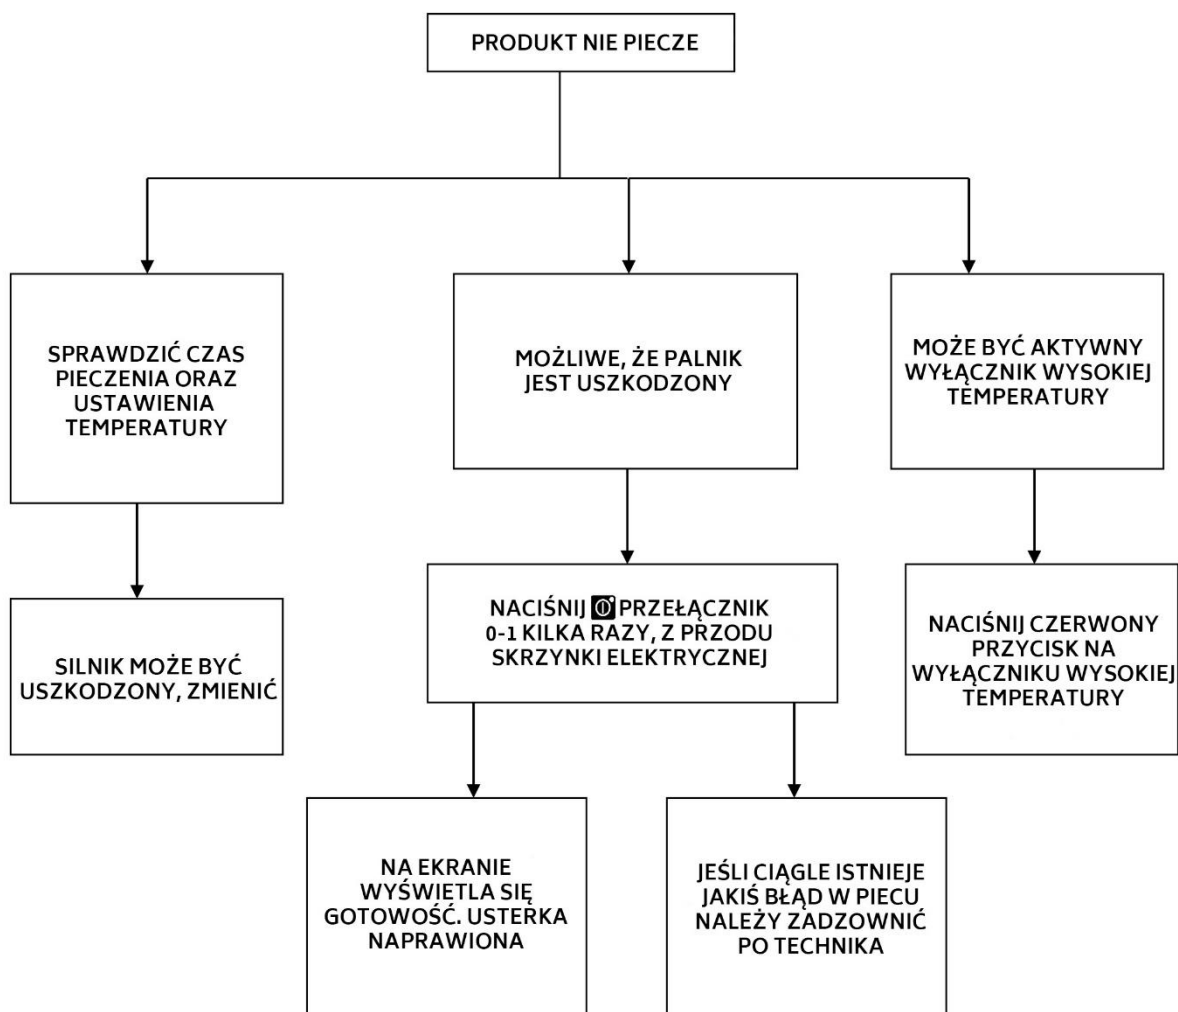 PRODUKT NIE PIECZE
SPRAWDZIĆ CZAS
PIECZENIA ORAZ
USTAWIENIA
TEMPERATURY
MOŻLIWE, ŻE PALNIK
JEST USZKODZONY
MOŻE BYĆ AKTYWNY
WYŁĄCZNIK WYSOKIEJ
TEMPERATURY
SILNIK MOŻE BYĆ
USZKODZONY, ZMIENIĆ
NACIŚNIJ PRZEŁĄCZNIK
0-1 KILKA RAZY, Z PRZODU
SKRZYNKI ELEKTRYCZNEJ
NACIŚNIJ CZERWONY
PRZYCISK NA
WYŁĄCZNIKU WYSOKIEJ
TEMPERATURY
NA EKRANIE
WYŚWIETLA SIĘ
GOTOWOŚĆ. USTERKA
NAPRAWIONA
JEŚLI CIĄGLE ISTNIEJE
JAKIŚ BŁĄD W PIECU
NALEŻY ZADZOWNIĆ
PO TECHNIKA